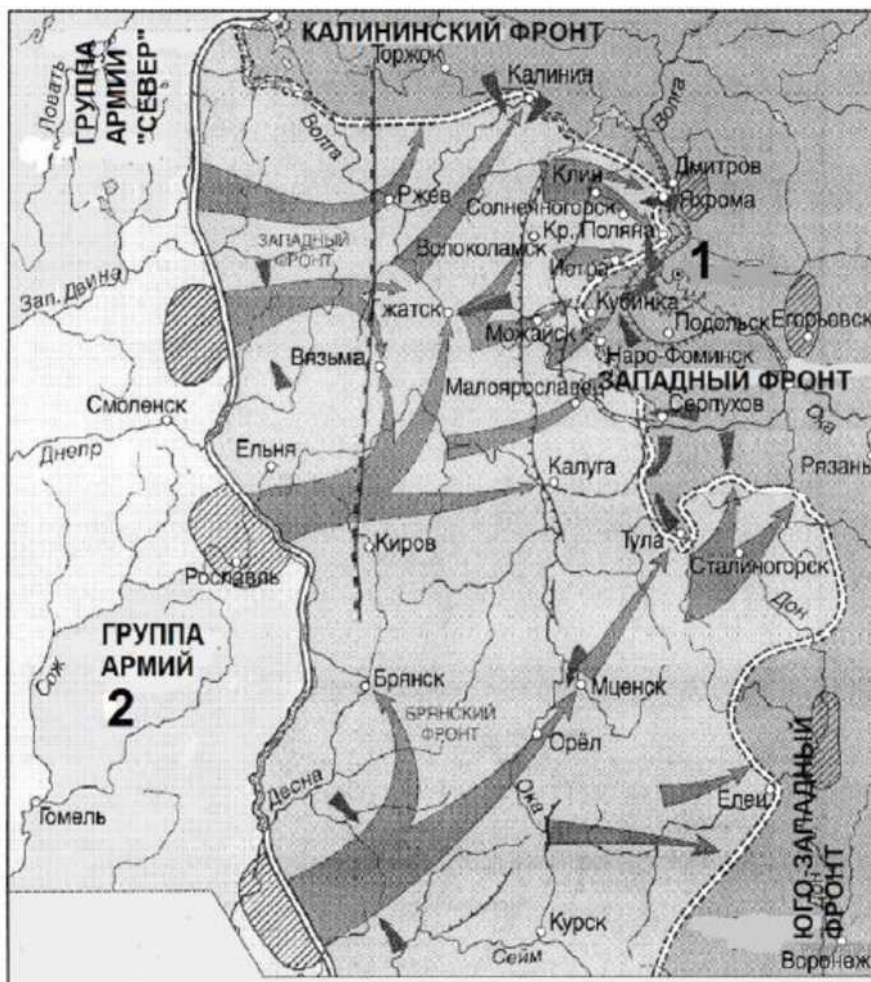 КАЛИНИНСКИЙ ФРОНТ
Торжок
Ловать
ГРУППА
АРМИЙ
"СЕВЕР"
Калинин
Волга
Волга
Дмитров
Клин
Яхрома
Ржев
Солнечногорск
ЗАПАДНЫЙ
ФРОНТ
Волоколамск
Кр. Поляна
1
Истра
Зап. Двина
Гжатск
Кубинка
Можайск
Подольск
Егорьевск
Наро-Фоминск
Вязьма
Малоярославец
ЗАПАДНЫЙ ФРОНТ
Смоленск
Серпухов
Ока
Днепр
Ельня
Калуга
Рязань
Киров
Тула
Рославль
Сталиногорск
Дон
ГРУППА
АРМИЙ
2
Сож
Брянск
Мценск
БРЯНСКИЙ
ФРОНТ
Орёл
Десна
Ока
Елец
Гомель
ЮГО-ЗАПАДНЫЙ
ФРОНТ
Дон
Курск
Сейм
Воронеж